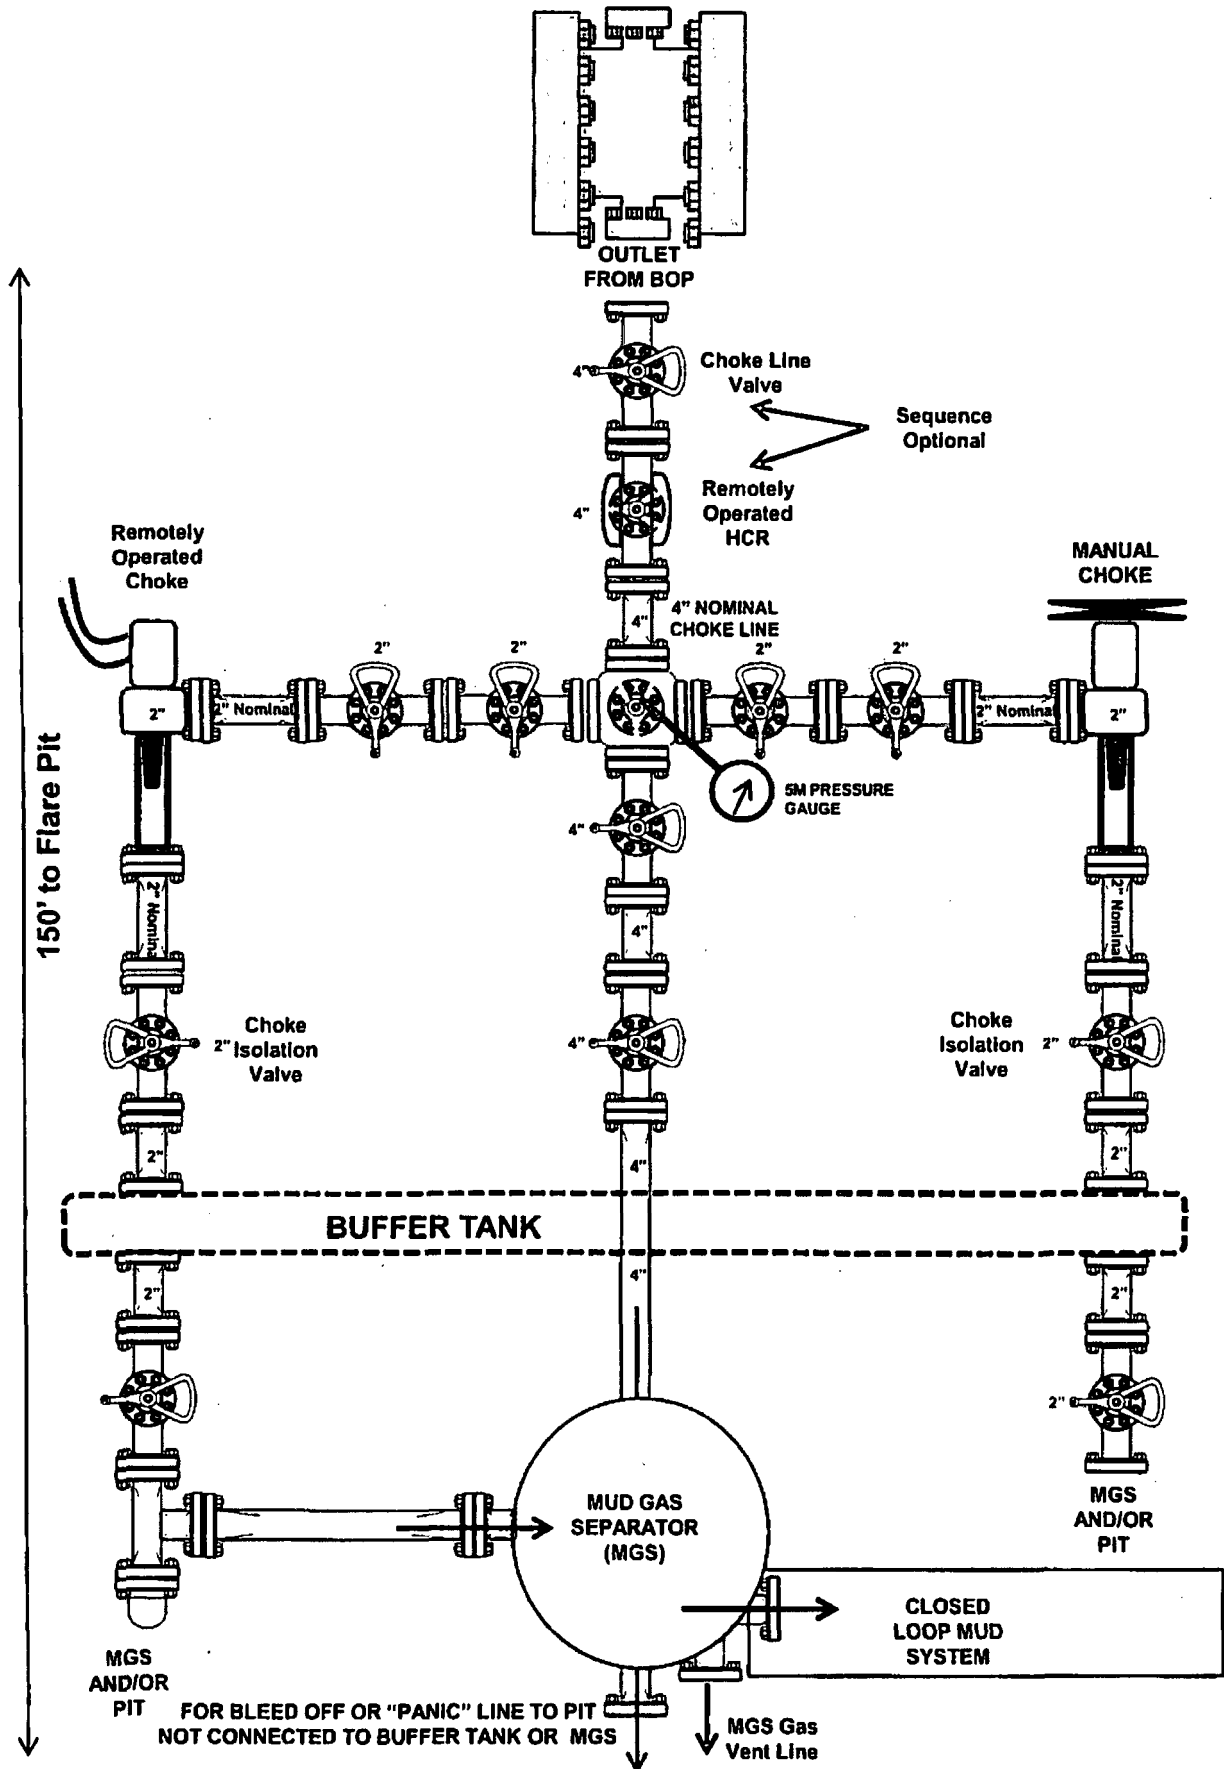 OUTLET
FROM BOP
4"
Choke Line
Valve
Sequence
Optional
4"
Remotely
Operated
HCR
Remotely
Operated
Choke
MANUAL
CHOKE
4"
4" NOMINAL
CHOKE LINE
2"
2"
2"
2"
2"
2" Nominal
2" Nominal
2"
5M PRESSURE
GAUGE
4"
150' to Flare Pit
2" Nominal
4"
2" Nominal
2"
Choke
Isolation
Valve
4"
Choke
Isolation
Valve
2"
2"
4"
2"
BUFFER TANK
2"
4"
2"
2"
MUD GAS
SEPARATOR
(MGS)
MGS
AND/OR
PIT
CLOSED
LOOP MUD
SYSTEM
MGS
AND/OR
PIT
FOR BLEED OFF OR "PANIC" LINE TO PIT
NOT CONNECTED TO BUFFER TANK OR MGS
MGS Gas
Vent Line